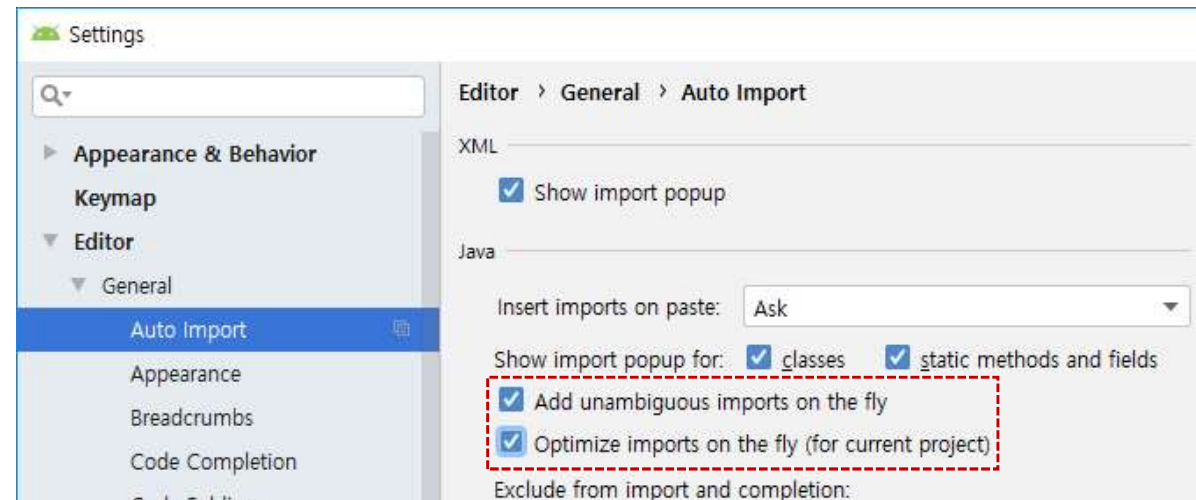 Settings
Editor > General > Auto Import
Appearance & Behavior
Keymap
Editor
General
Auto Import
Appearance
Breadcrumbs
Code Completion
XML
Show import popup
Java
Insert imports on paste: Ask
Show import popup for: classes static methods and fields
Add unambiguous imports on the fly
Optimize imports on the fly (for current project)
Exclude from import and completion: